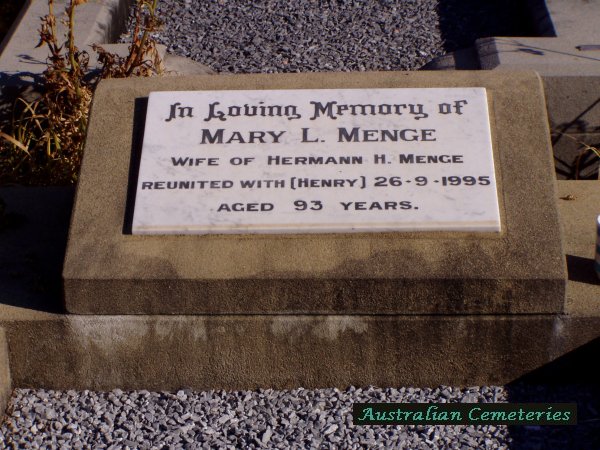 In Loving Memory of
MARY L. MENGE
WIFE OF HERMANN H. MENGE
REUNITED WITH (HENRY) 26-9-1995
AGED 93 YEARS.
Australian Cemeteries